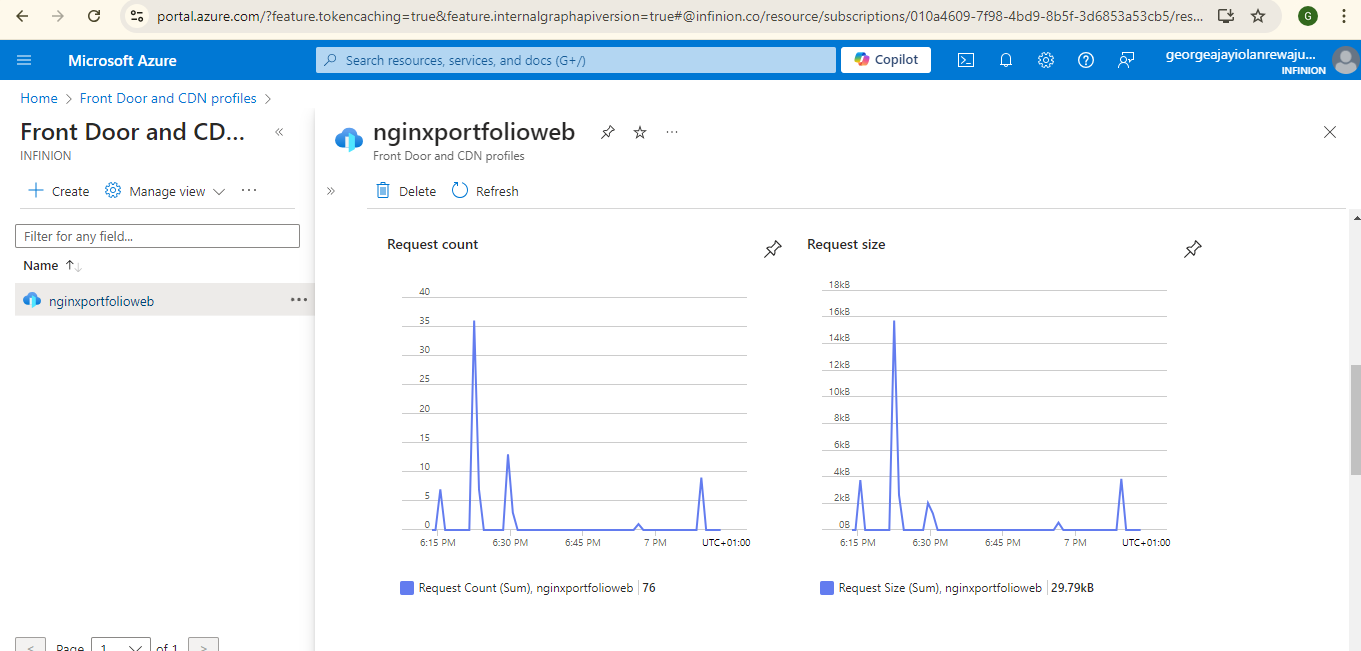 portal.azure.com/?feature.tokencaching=true&feature.internalgraphapiversion=true#@infinion.co/resource/subscriptions/010a4609-7f98-4bd9-8b5f-3d6853a53cb5/res...
G
Microsoft Azure
Search resources, services, and docs (G+/)
Copilot
georgeajayiolanrewaju...
INFINION
Home > Front Door and CDN profiles >
Front Door and CD... «
INFINION
Create Manage view ...
Filter for any field...
Name ↑↓
nginxportfolioweb ...
< Page 1 of 1 >
nginxportfolioweb ...
Front Door and CDN profiles
» Delete Refresh
Request count
40
35
30
25
20
15
10
5
0
6:15 PM 6:30 PM 6:45 PM 7 PM UTC+01:00
Request Count (Sum), nginxportfolioweb | 76
Request size
18kB
16kB
14kB
12kB
10kB
8kB
6kB
4kB
2kB
0B
6:15 PM 6:30 PM 6:45 PM 7 PM UTC+01:00
Request Size (Sum), nginxportfolioweb | 29.79kB